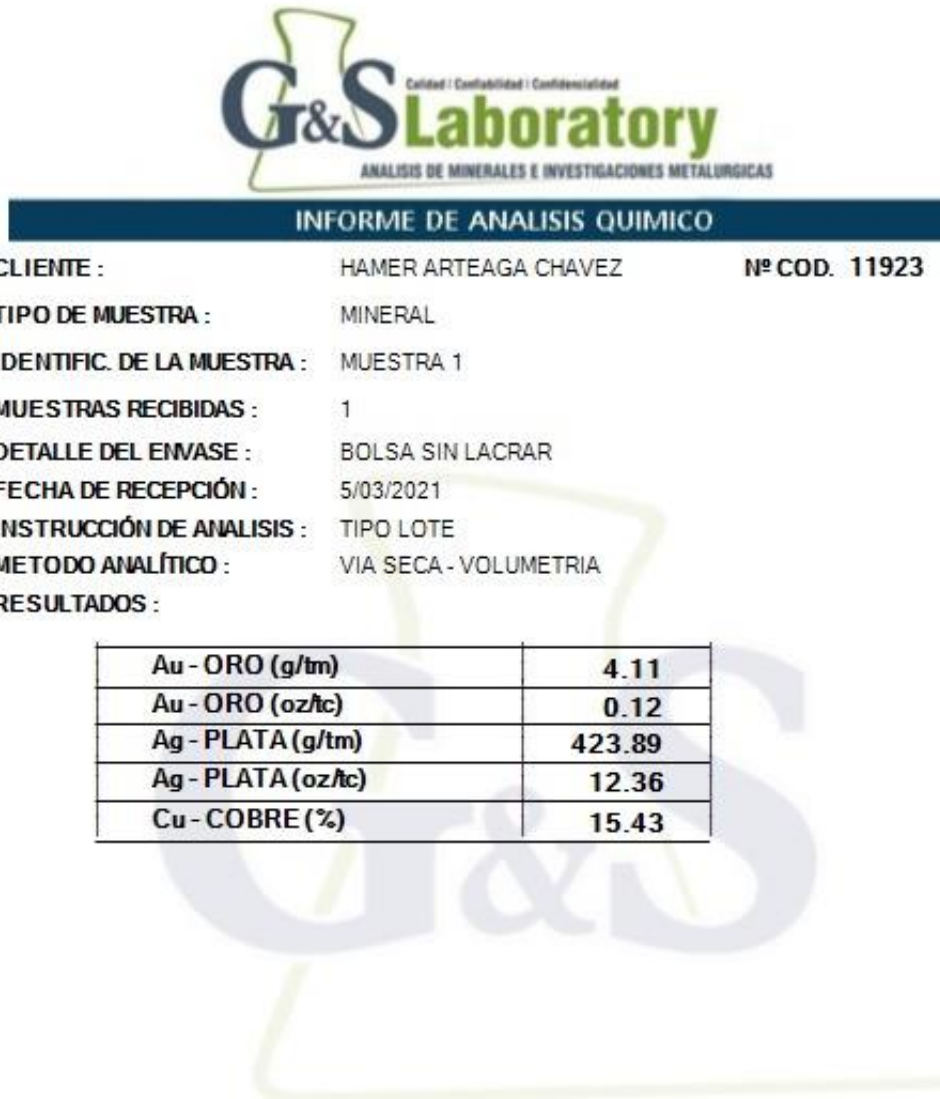 Calidad | Confiabilidad | Confidencialidad
G&S Laboratory
ANALISIS DE MINERALES E INVESTIGACIONES METALURGICAS
INFORME DE ANALISIS QUIMICO
CLIENTE : HAMER ARTEAGA CHAVEZ Nº COD. 11923
TIPO DE MUESTRA : MINERAL
IDENTIFIC. DE LA MUESTRA : MUESTRA 1
MUESTRAS RECIBIDAS : 1
DETALLE DEL ENVASE : BOLSA SIN LACRAR
FECHA DE RECEPCIÓN : 5/03/2021
INSTRUCCIÓN DE ANALISIS : TIPO LOTE
METODO ANALÍTICO : VIA SECA - VOLUMETRIA
RESULTADOS :
Au - ORO (g/tm) 4.11
Au - ORO (oz/tc) 0.12
Ag - PLATA (g/tm) 423.89
Ag - PLATA (oz/tc) 12.36
Cu - COBRE (%) 15.43
G&S